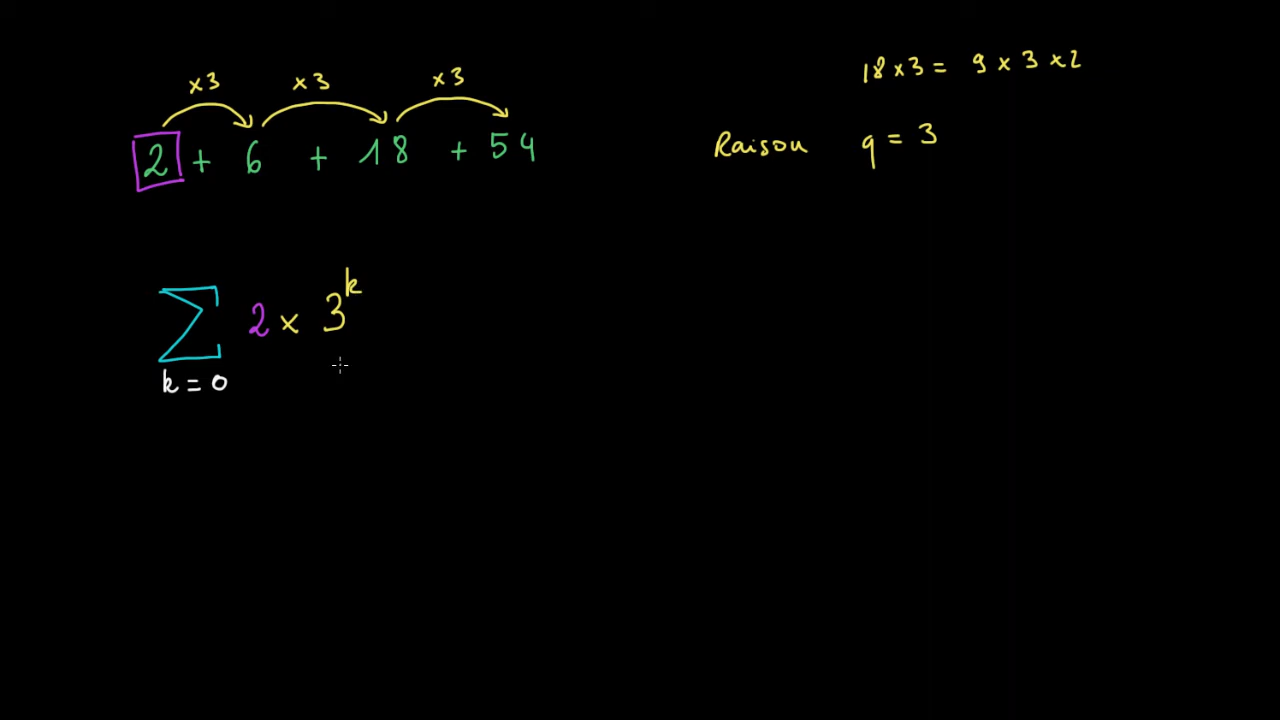 ×3 ×3 ×3
18×3 = 9 × 3 ×2
2 + 6 + 18 + 54
Raison q = 3
∑ 2 × 3^k
k = 0